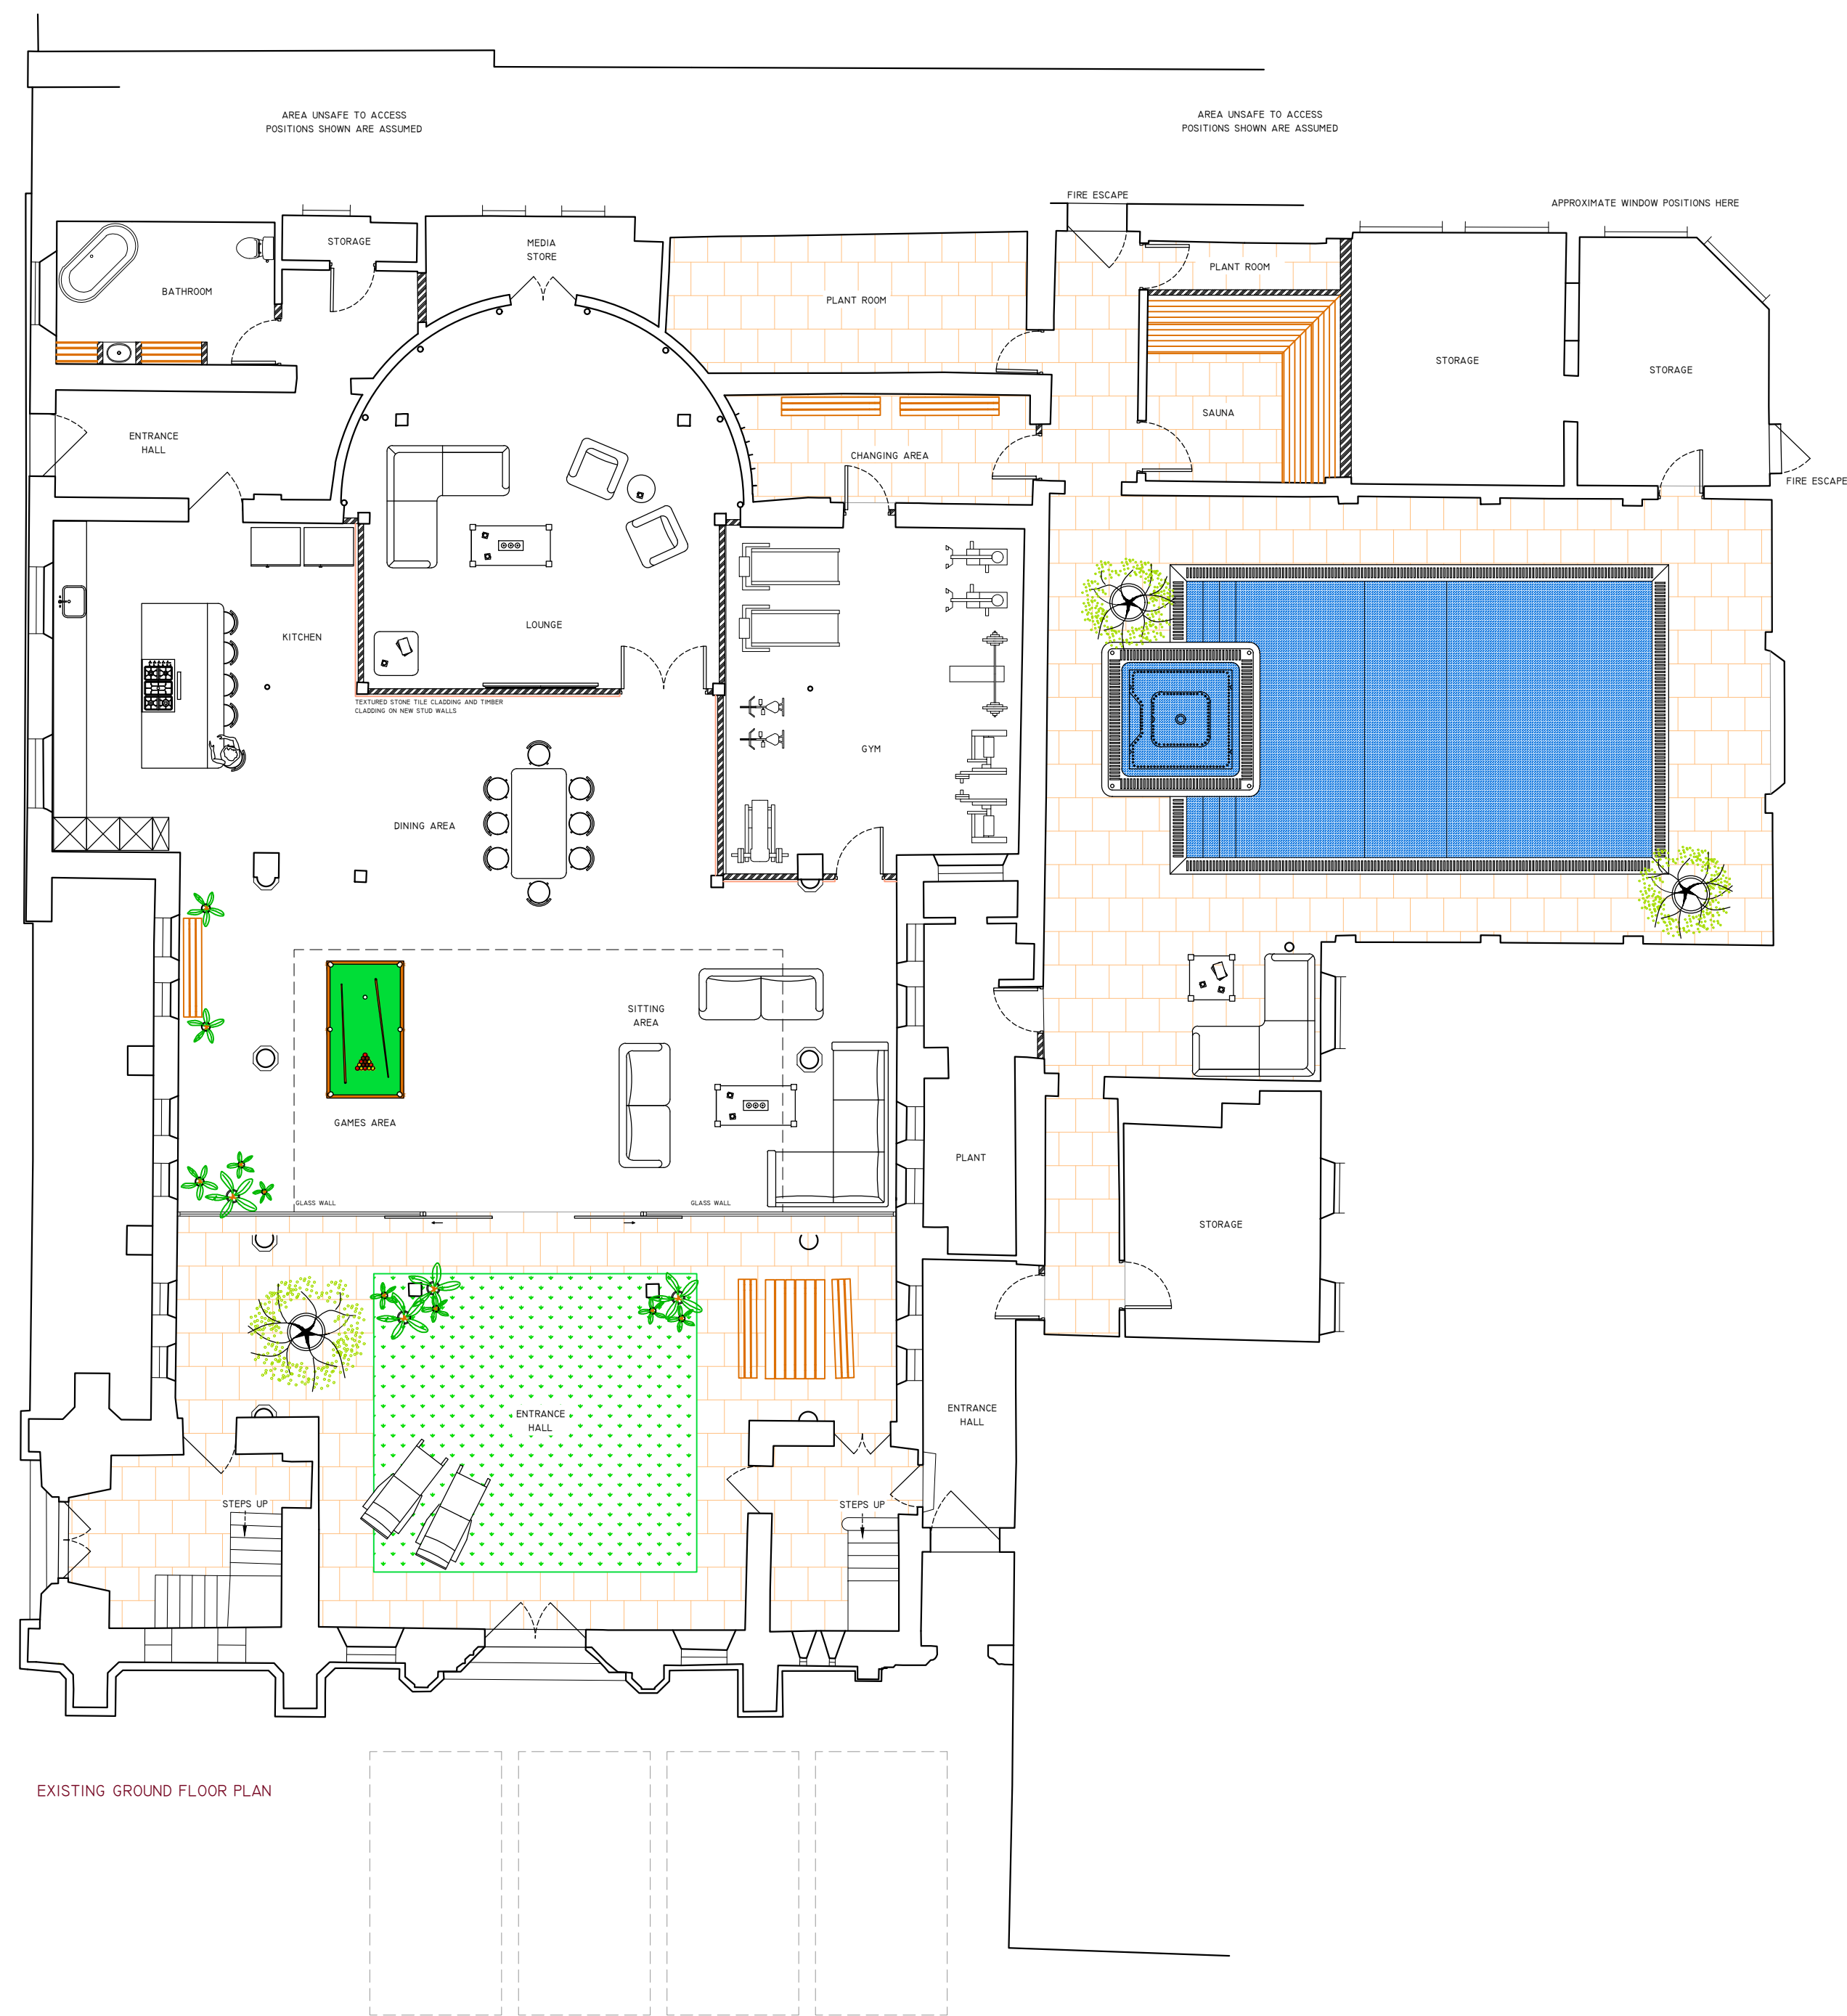 AREA UNSAFE TO ACCESS
POSITIONS SHOWN ARE ASSUMED
AREA UNSAFE TO ACCESS
POSITIONS SHOWN ARE ASSUMED
FIRE ESCAPE
APPROXIMATE WINDOW POSITIONS HERE
STORAGE
MEDIA
STORE
BATHROOM
PLANT ROOM
PLANT ROOM
STORAGE
STORAGE
SAUNA
ENTRANCE
HALL
CHANGING AREA
FIRE ESCAPE
KITCHEN
LOUNGE
TEXTURED STONE TILE CLADDING AND TIMBER
CLADDING ON NEW STUD WALLS
GYM
DINING AREA
SITTING
AREA
GAMES AREA
PLANT
GLASS WALL
GLASS WALL
STORAGE
ENTRANCE
HALL
ENTRANCE
HALL
STEPS UP
STEPS UP
EXISTING GROUND FLOOR PLAN